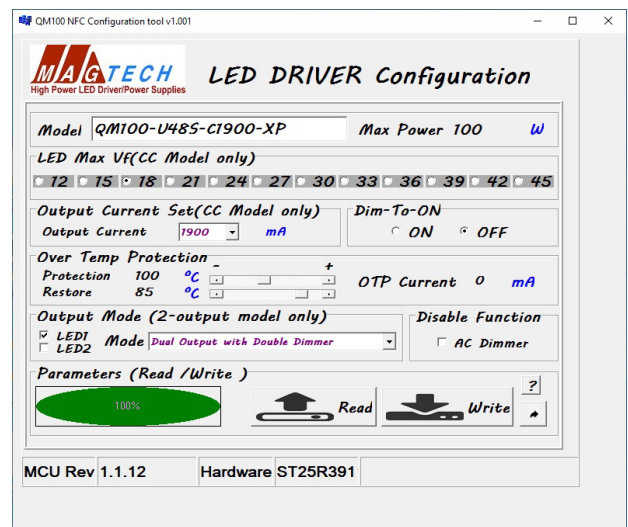 QM100 NFC Configuration tool v1.001
MAGTECH
High Power LED Driver/Power Supplies
LED DRIVER Configuration
Model QM100-U48S-C1900-XP Max Power 100 W
LED Max Vf(CC Model only)
12 15 18 21 24 27 30 33 36 39 42 45
Output Current Set(CC Model only) Dim-To-ON
Output Current 1900 mA ON OFF
Over Temp Protection - +
Protection 100 ºC
Restore 85 ºC
OTP Current 0 mA
Output Mode (2-output model only) Disable Function
LED1
LED2
Mode Dual Output with Double Dimmer
AC Dimmer
Parameters (Read /Write )
100% Read Write ?
MCU Rev 1.1.12 Hardware ST25R391